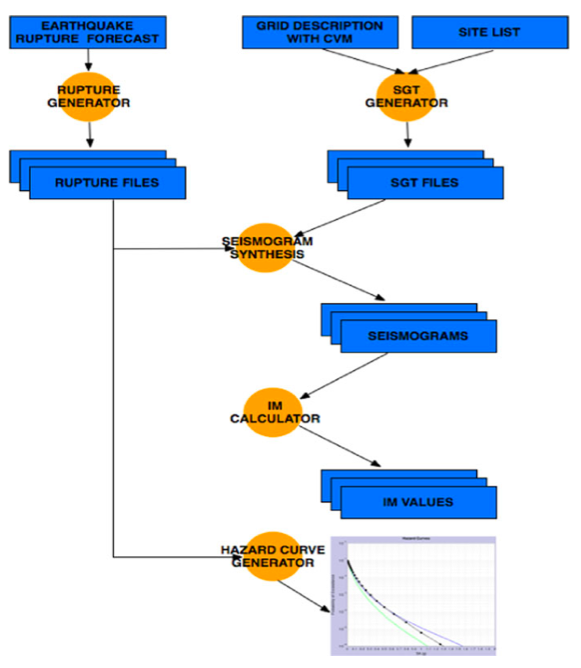 EARTHQUAKE
RUPTURE FORECAST
GRID DESCRIPTION
WITH CVM
SITE LIST
RUPTURE
GENERATOR
SGT
GENERATOR
RUPTURE FILES
SGT FILES
SEISMOGRAM
SYNTHESIS
SEISMOGRAMS
IM
CALCULATOR
IM VALUES
HAZARD CURVE
GENERATOR
Hazard Curves